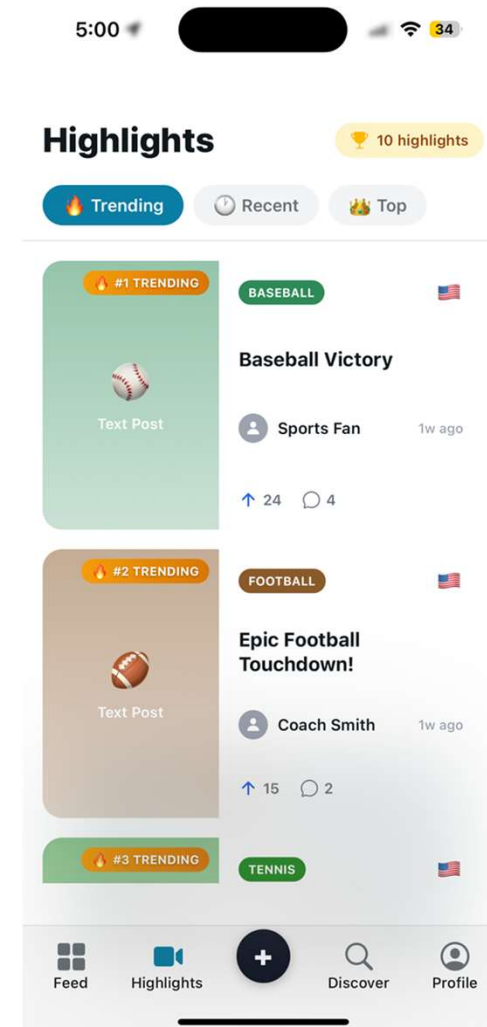 5:00
34
Highlights
10 highlights
Trending
Recent
Top
#1 TRENDING
Text Post
BASEBALL
Baseball Victory
Sports Fan
1w ago
24
4
#2 TRENDING
Text Post
FOOTBALL
Epic Football
Touchdown!
Coach Smith
1w ago
15
2
#3 TRENDING
TENNIS
Feed
Highlights
Discover
Profile